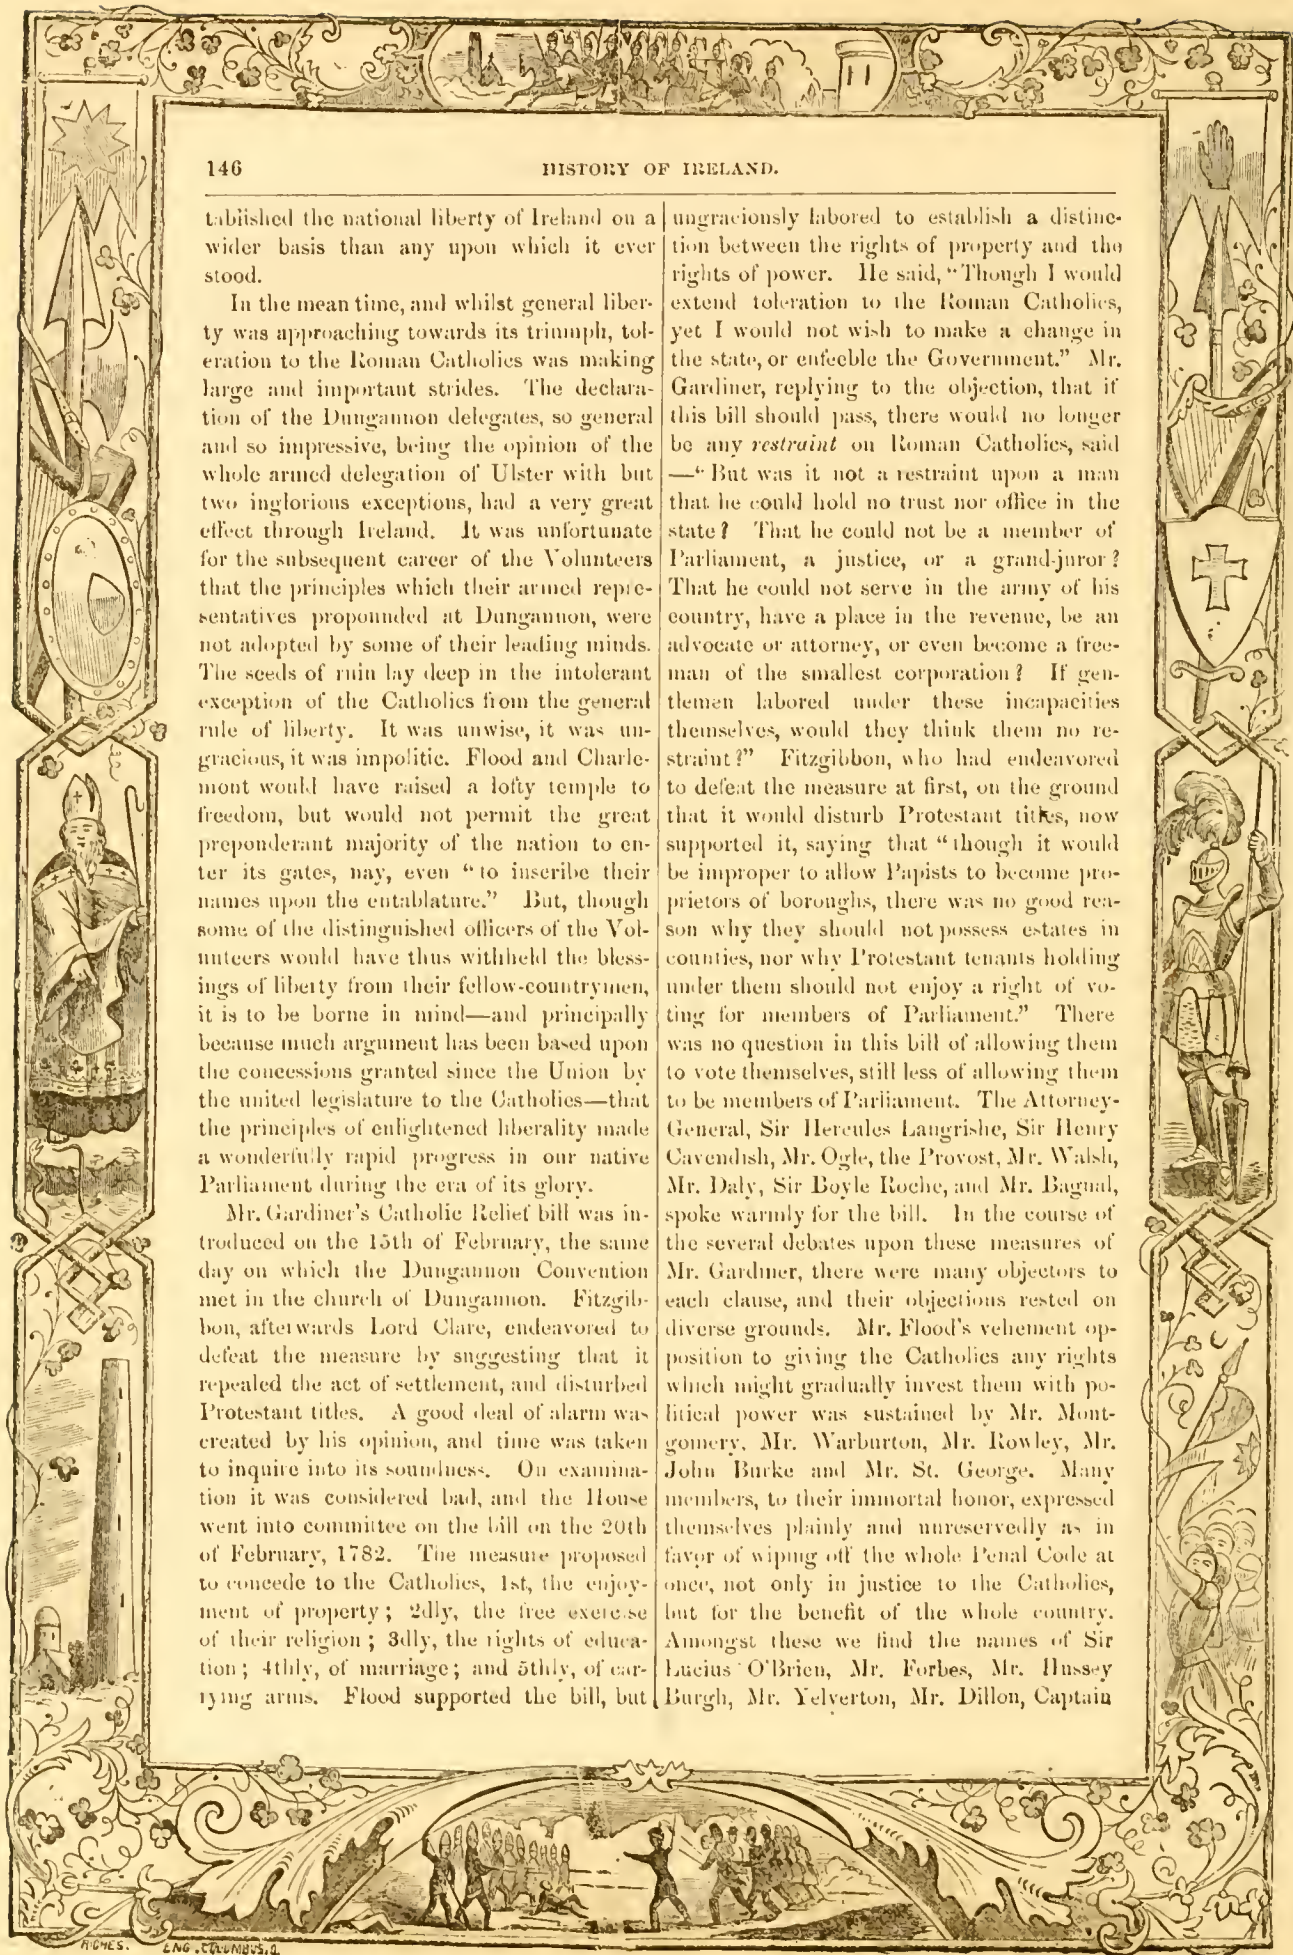 146
HISTORY OF IRELAND.
tablished the national liberty of Ireland on a
wider basis than any upon which it ever
stood.
In the mean time, and whilst general liber-
ty was approaching towards its triumph, tol-
eration to the Roman Catholics was making
large and important strides. The declara-
tion of the Dungannon delegates, so general
and so impressive, being the opinion of the
whole armed delegation of Ulster with but
two inglorious exceptions, had a very great
effect through Ireland. It was unfortunate
for the subsequent career of the Volunteers
that the principles which their armed repre-
sentatives propounded at Dungannon, were
not adopted by some of their leading minds.
The seeds of ruin lay deep in the intolerant
exception of the Catholics from the general
rule of liberty. It was unwise, it was un-
gracious, it was impolitic. Flood and Charle-
mont would have raised a lofty temple to
freedom, but would not permit the great
preponderant majority of the nation to en-
ter its gates, nay, even "to inscribe their
names upon the entablature." But, though
some of the distinguished officers of the Vol-
unteers would have thus withheld the bless-
ings of liberty from their fellow-countrymen,
it is to be borne in mind—and principally
because much argument has been based upon
the concessions granted since the Union by
the united legislature to the Catholics—that
the principles of enlightened liberality made
a wonderfully rapid progress in our native
Parliament during the era of its glory.
Mr. Gardiner's Catholic Relief bill was in-
troduced on the 15th of February, the same
day on which the Dungannon Convention
met in the church of Dungannon. Fitzgib-
bon, afterwards Lord Clare, endeavored to
defeat the measure by suggesting that it
repealed the act of settlement, and disturbed
Protestant titles. A good deal of alarm was
created by his opinion, and time was taken
to inquire into its soundness. On examina-
tion it was considered bad, and the House
went into committee on the bill on the 20th
of February, 1782. The measure proposed
to concede to the Catholics, 1st, the enjoy-
ment of property; 2dly, the free exercise
of their religion; 3dly, the rights of educa-
tion; 4thly, of marriage; and 5thly, of car-
rying arms. Flood supported the bill, but
ungraciously labored to establish a distinc-
tion between the rights of property and the
rights of power. He said, "Though I would
extend toleration to the Roman Catholics,
yet I would not wish to make a change in
the state, or enfeeble the Government." Mr.
Gardiner, replying to the objection, that if
this bill should pass, there would no longer
be any restraint on Roman Catholics, said
—"But was it not a restraint upon a man
that he could hold no trust nor office in the
state? That he could not be a member of
Parliament, a justice, or a grand-juror?
That he could not serve in the army of his
country, have a place in the revenue, be an
advocate or attorney, or even become a free-
man of the smallest corporation? If gen-
tlemen labored under these incapacities
themselves, would they think them no re-
straint?" Fitzgibbon, who had endeavored
to defeat the measure at first, on the ground
that it would disturb Protestant titles, now
supported it, saying that "though it would
be improper to allow Papists to become pro-
prietors of boroughs, there was no good rea-
son why they should not possess estates in
counties, nor why Protestant tenants holding
under them should not enjoy a right of vo-
ting for members of Parliament." There
was no question in this bill of allowing them
to vote themselves, still less of allowing them
to be members of Parliament. The Attorney-
General, Sir Hercules Langrishe, Sir Henry
Cavendish, Mr. Ogle, the Provost, Mr. Walsh,
Mr. Daly, Sir Boyle Roche, and Mr. Bagnal,
spoke warmly for the bill. In the course of
the several debates upon these measures of
Mr. Gardiner, there were many objectors to
each clause, and their objections rested on
diverse grounds. Mr. Flood's vehement op-
position to giving the Catholics any rights
which might gradually invest them with po-
litical power was sustained by Mr. Mont-
gomery, Mr. Warburton, Mr. Rowley, Mr.
John Burke and Mr. St. George. Many
members, to their immortal honor, expressed
themselves plainly and unreservedly as in
favor of wiping off the whole Penal Code at
once, not only in justice to the Catholics,
but for the benefit of the whole country.
Amongst these we find the names of Sir
Lucius O'Brien, Mr. Forbes, Mr. Hussey
Burgh, Mr. Yelverton, Mr. Dillon, Captain
RICHES. ENG. COLUMBUS, O.